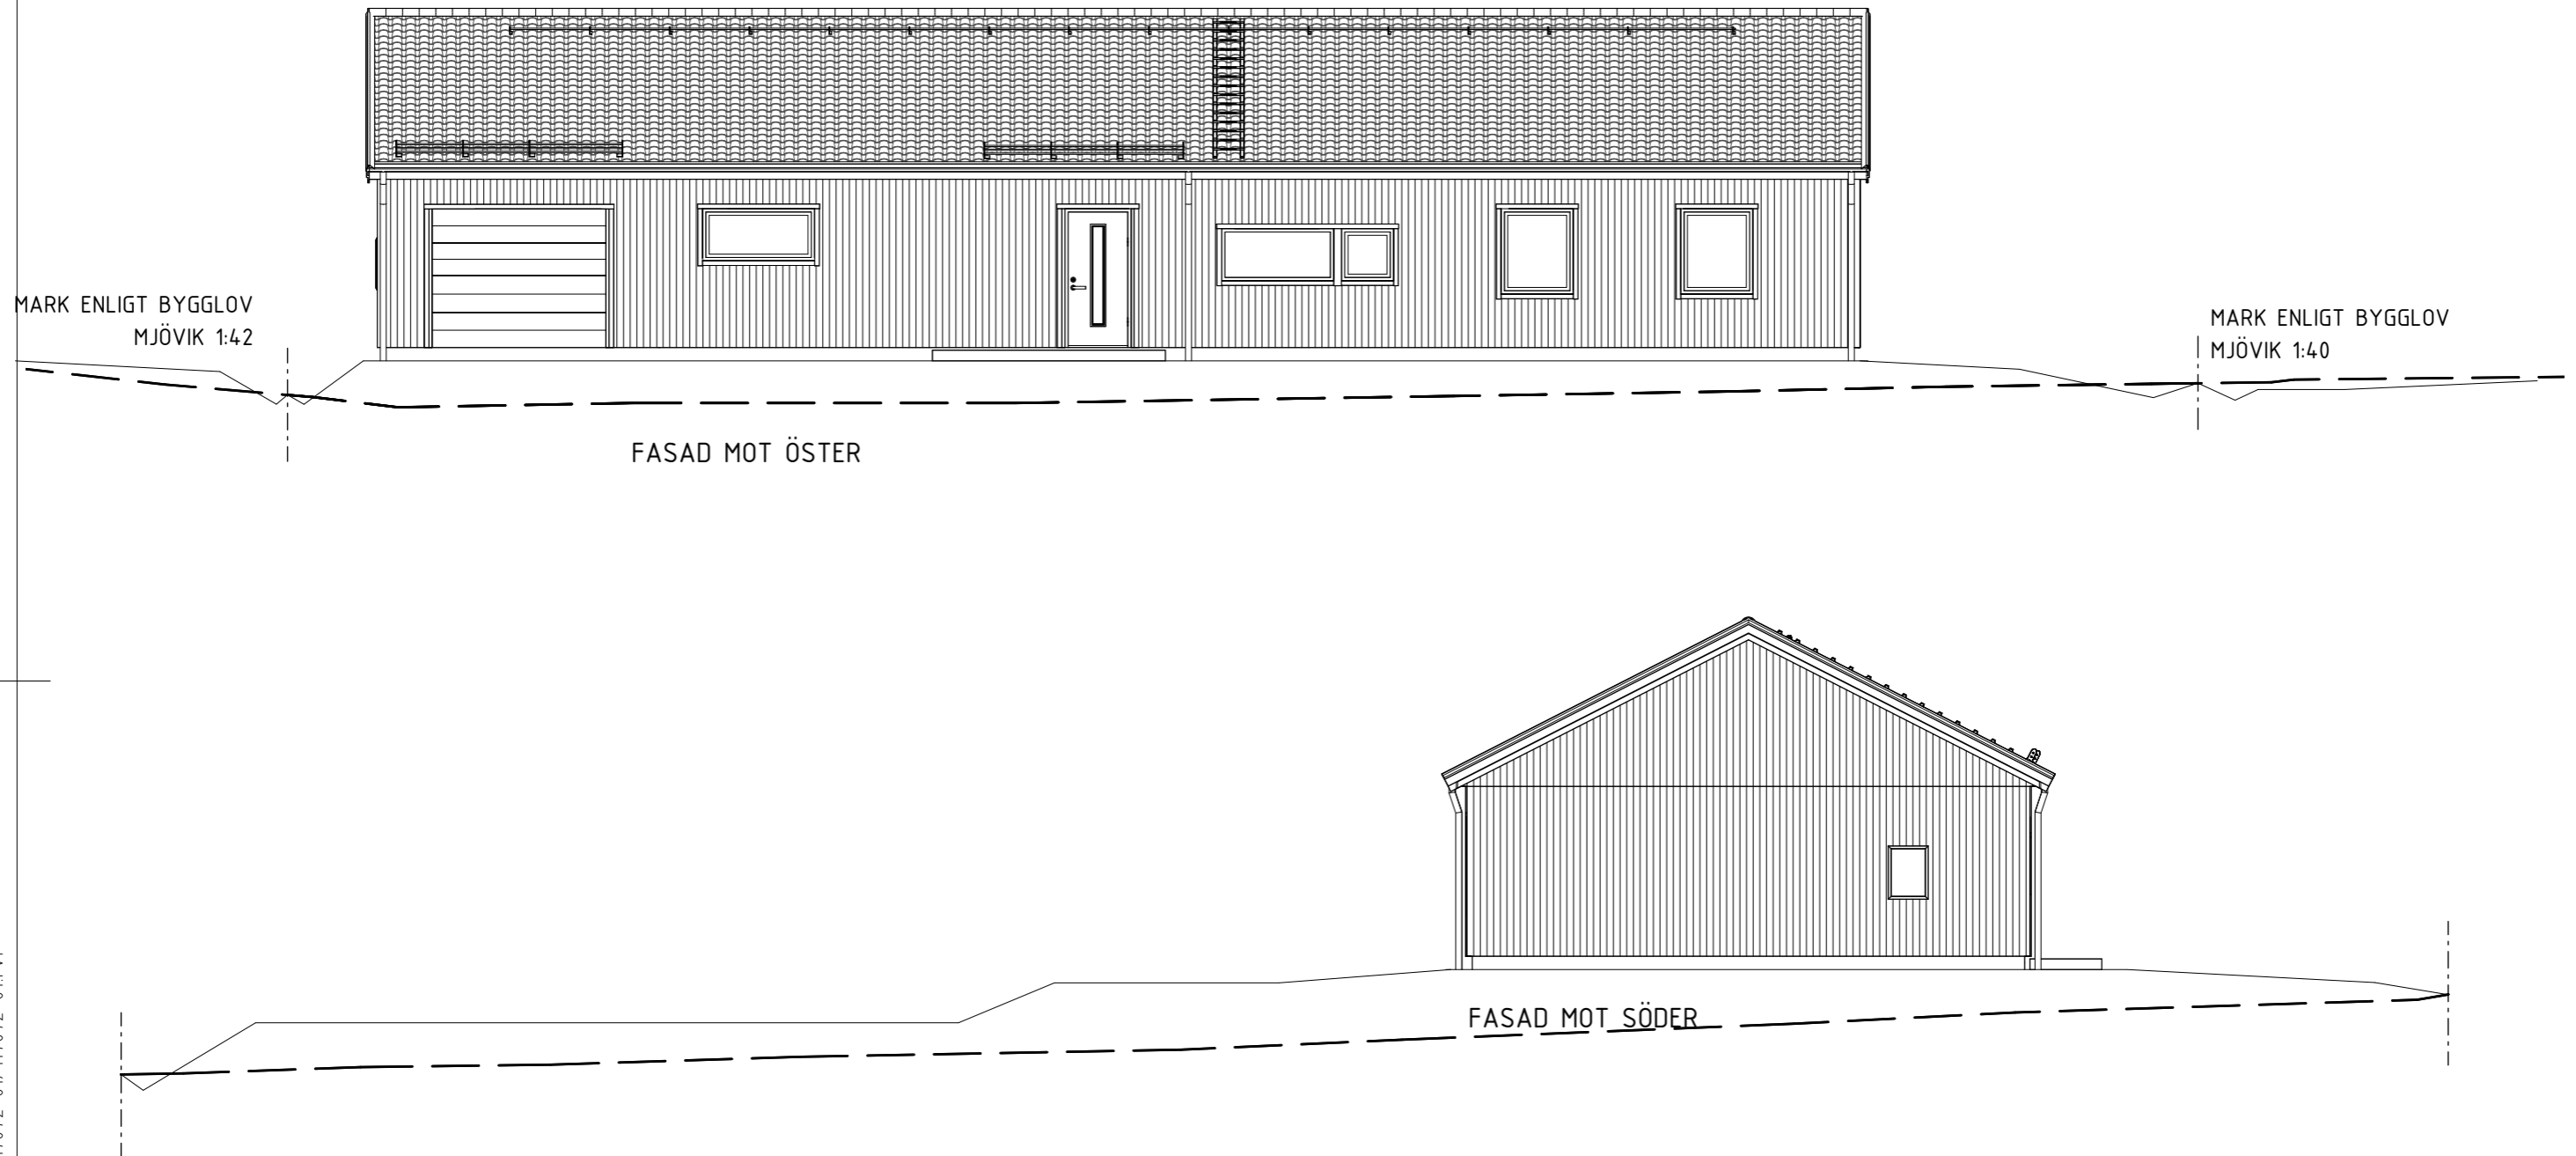 MARK ENLIGT BYGGLOV
MJÖVIK 1:42
MARK ENLIGT BYGGLOV
MJÖVIK 1:40
FASAD MOT ÖSTER
FASAD MOT SÖDER